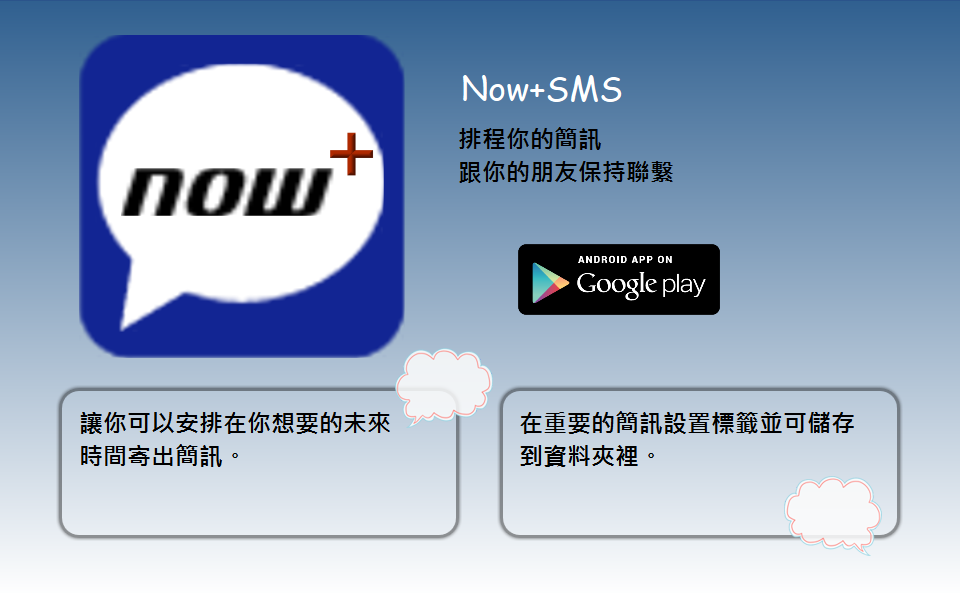 now+
Now+SMS
排程你的簡訊
跟你的朋友保持聯繫
ANDROID APP ON
Google play
讓你可以安排在你想要的未來
時間寄出簡訊。
在重要的簡訊設置標籤並可儲存
到資料夾裡。